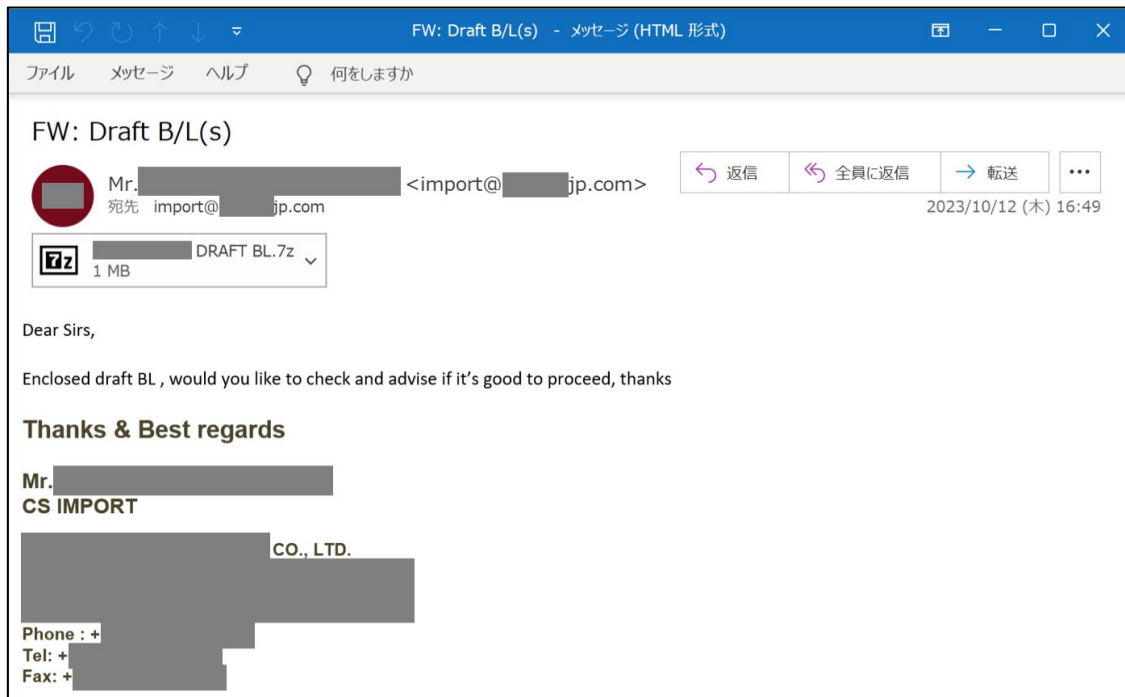 FW: Draft B/L(s) - メッセージ (HTML 形式)
ファイル メッセージ ヘルプ 何をしますか
FW: Draft B/L(s)
返信 全員に返信 転送 •••
Mr. <import@ jp.com>
宛先 import@ jp.com
2023/10/12 (木) 16:49
7z DRAFT BL.7z
1 MB
Dear Sirs,
Enclosed draft BL , would you like to check and advise if it's good to proceed, thanks
Thanks & Best regards
Mr.
CS IMPORT
CO., LTD.
Phone : +
Tel: +
Fax: +